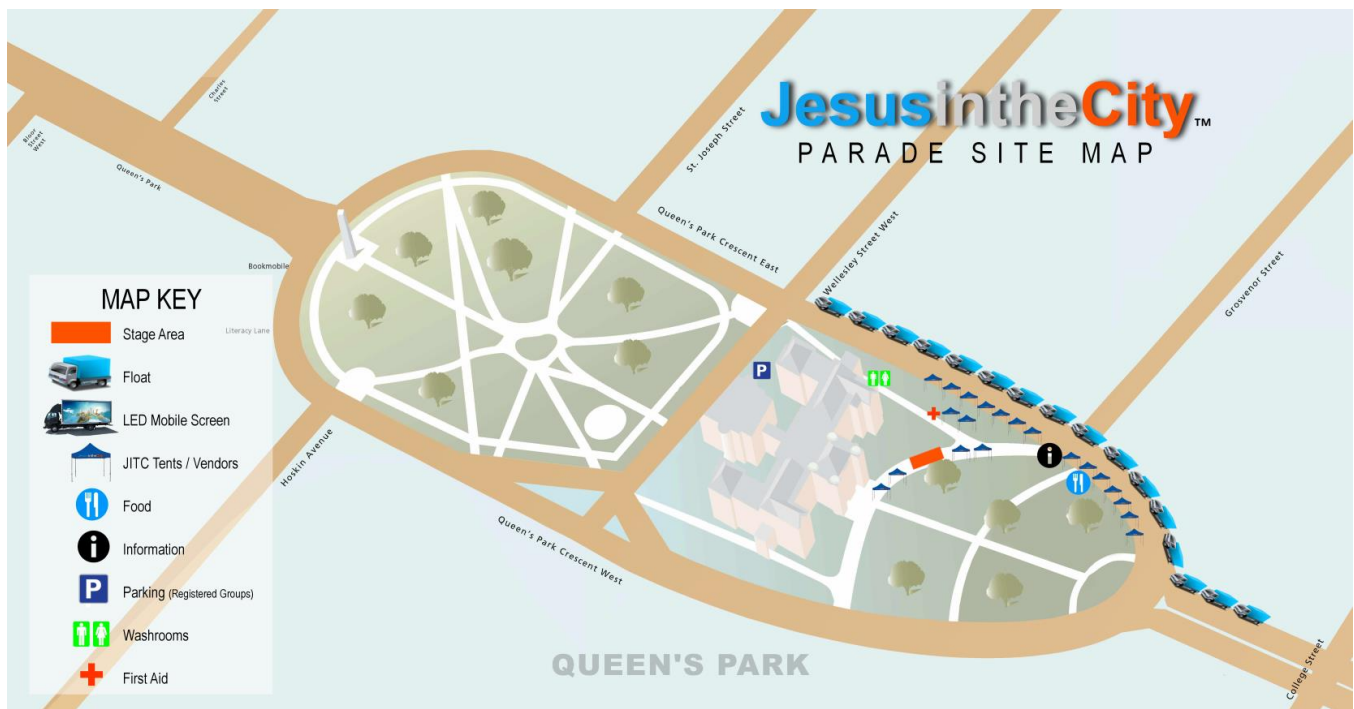 JesusintheCity™
PARADE SITE MAP
Charles
Street
Bloor
Street
West
Queen's Park
St. Joseph Street
Queen's Park Crescent East
Wellesley Street West
Grosvenor Street
Bookmobile
Literacy Lane
MAP KEY
Stage Area
Float
LED Mobile Screen
JITC Tents / Vendors
Food
i Information
P Parking (Registered Groups)
Washrooms
First Aid
P
i
Hoskin Avenue
Queen's Park Crescent West
QUEEN'S PARK
College Street